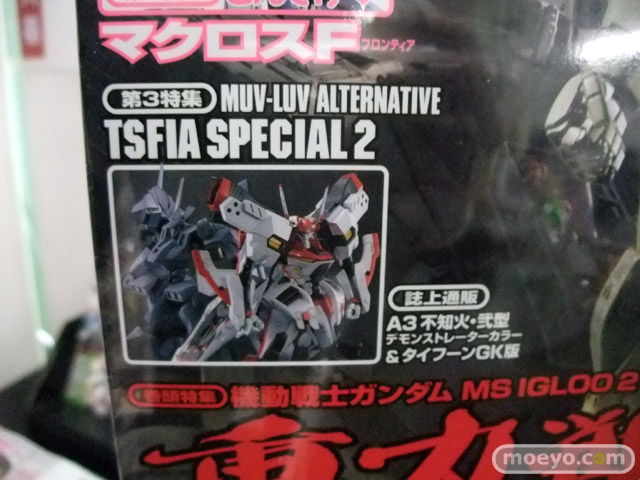 マクロスF フロンティア
第3特集 MUV-LUV ALTERNATIVE
TSFIA SPECIAL 2
誌上通販
A3 不知火・弐型
デモンストレーターカラー
& タイフーンGK版
巻頭特集 機動戦士ガンダム MS IGLOO 2
重力
moeyo.com